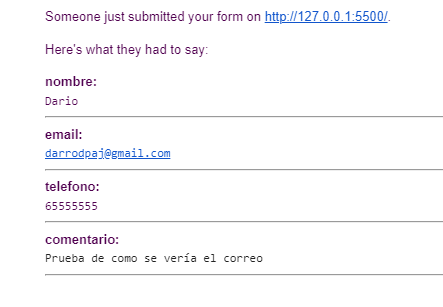 Someone just submitted your form on http://127.0.0.1:5500/.
Here's what they had to say:
nombre:
Dario
email:
darrodpaj@gmail.com
telefono:
65555555
comentario:
Prueba de como se vería el correo